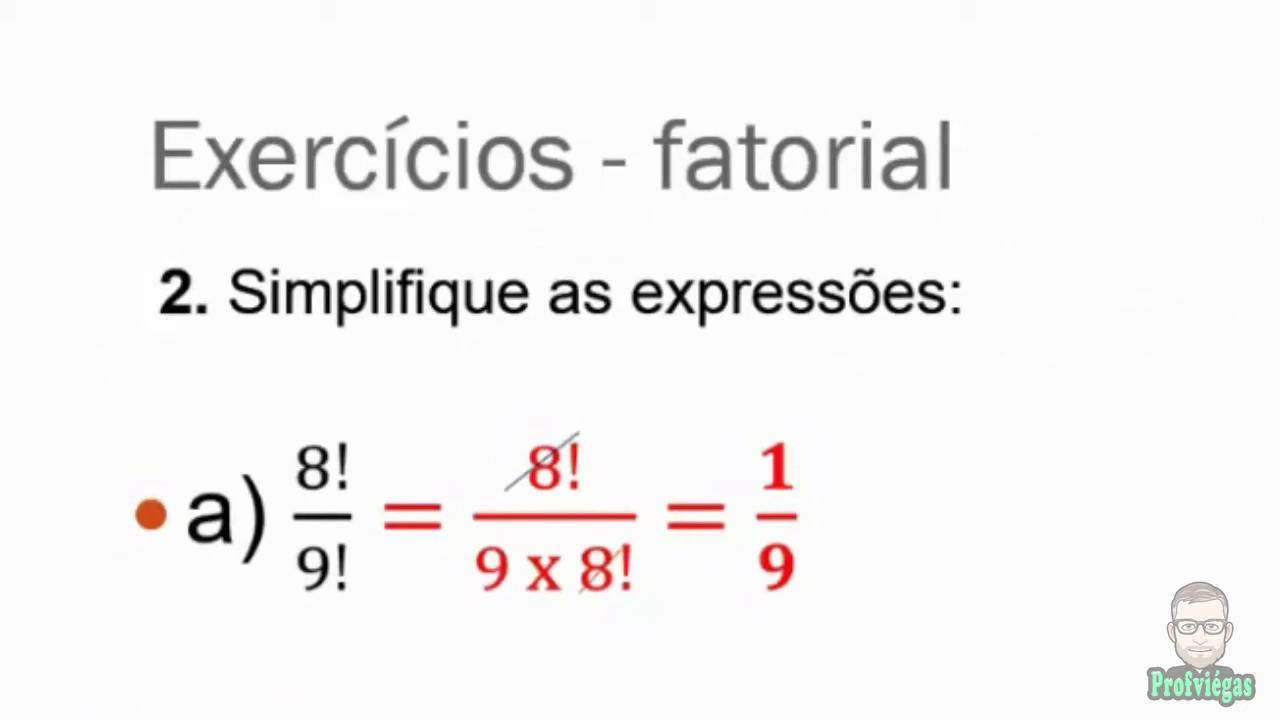 Exercícios - fatorial
2. Simplifique as expressões:
• a) 8!/9! = 8!/(9 x 8!) = 1/9
Profviégas